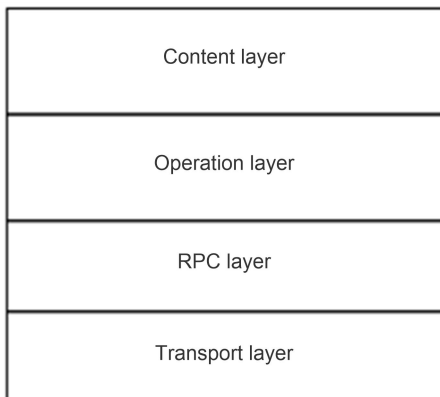 Content layer
Operation layer
RPC layer
Transport layer